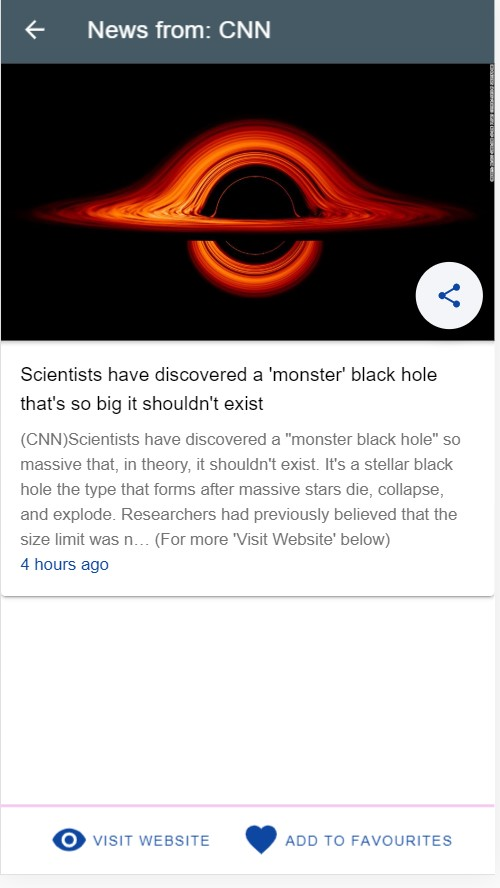 News from: CNN
Scientists have discovered a 'monster' black hole
that's so big it shouldn't exist
(CNN)Scientists have discovered a "monster black hole" so
massive that, in theory, it shouldn't exist. It's a stellar black
hole the type that forms after massive stars die, collapse,
and explode. Researchers had previously believed that the
size limit was n… (For more 'Visit Website' below)
4 hours ago
VISIT WEBSITE
ADD TO FAVOURITES